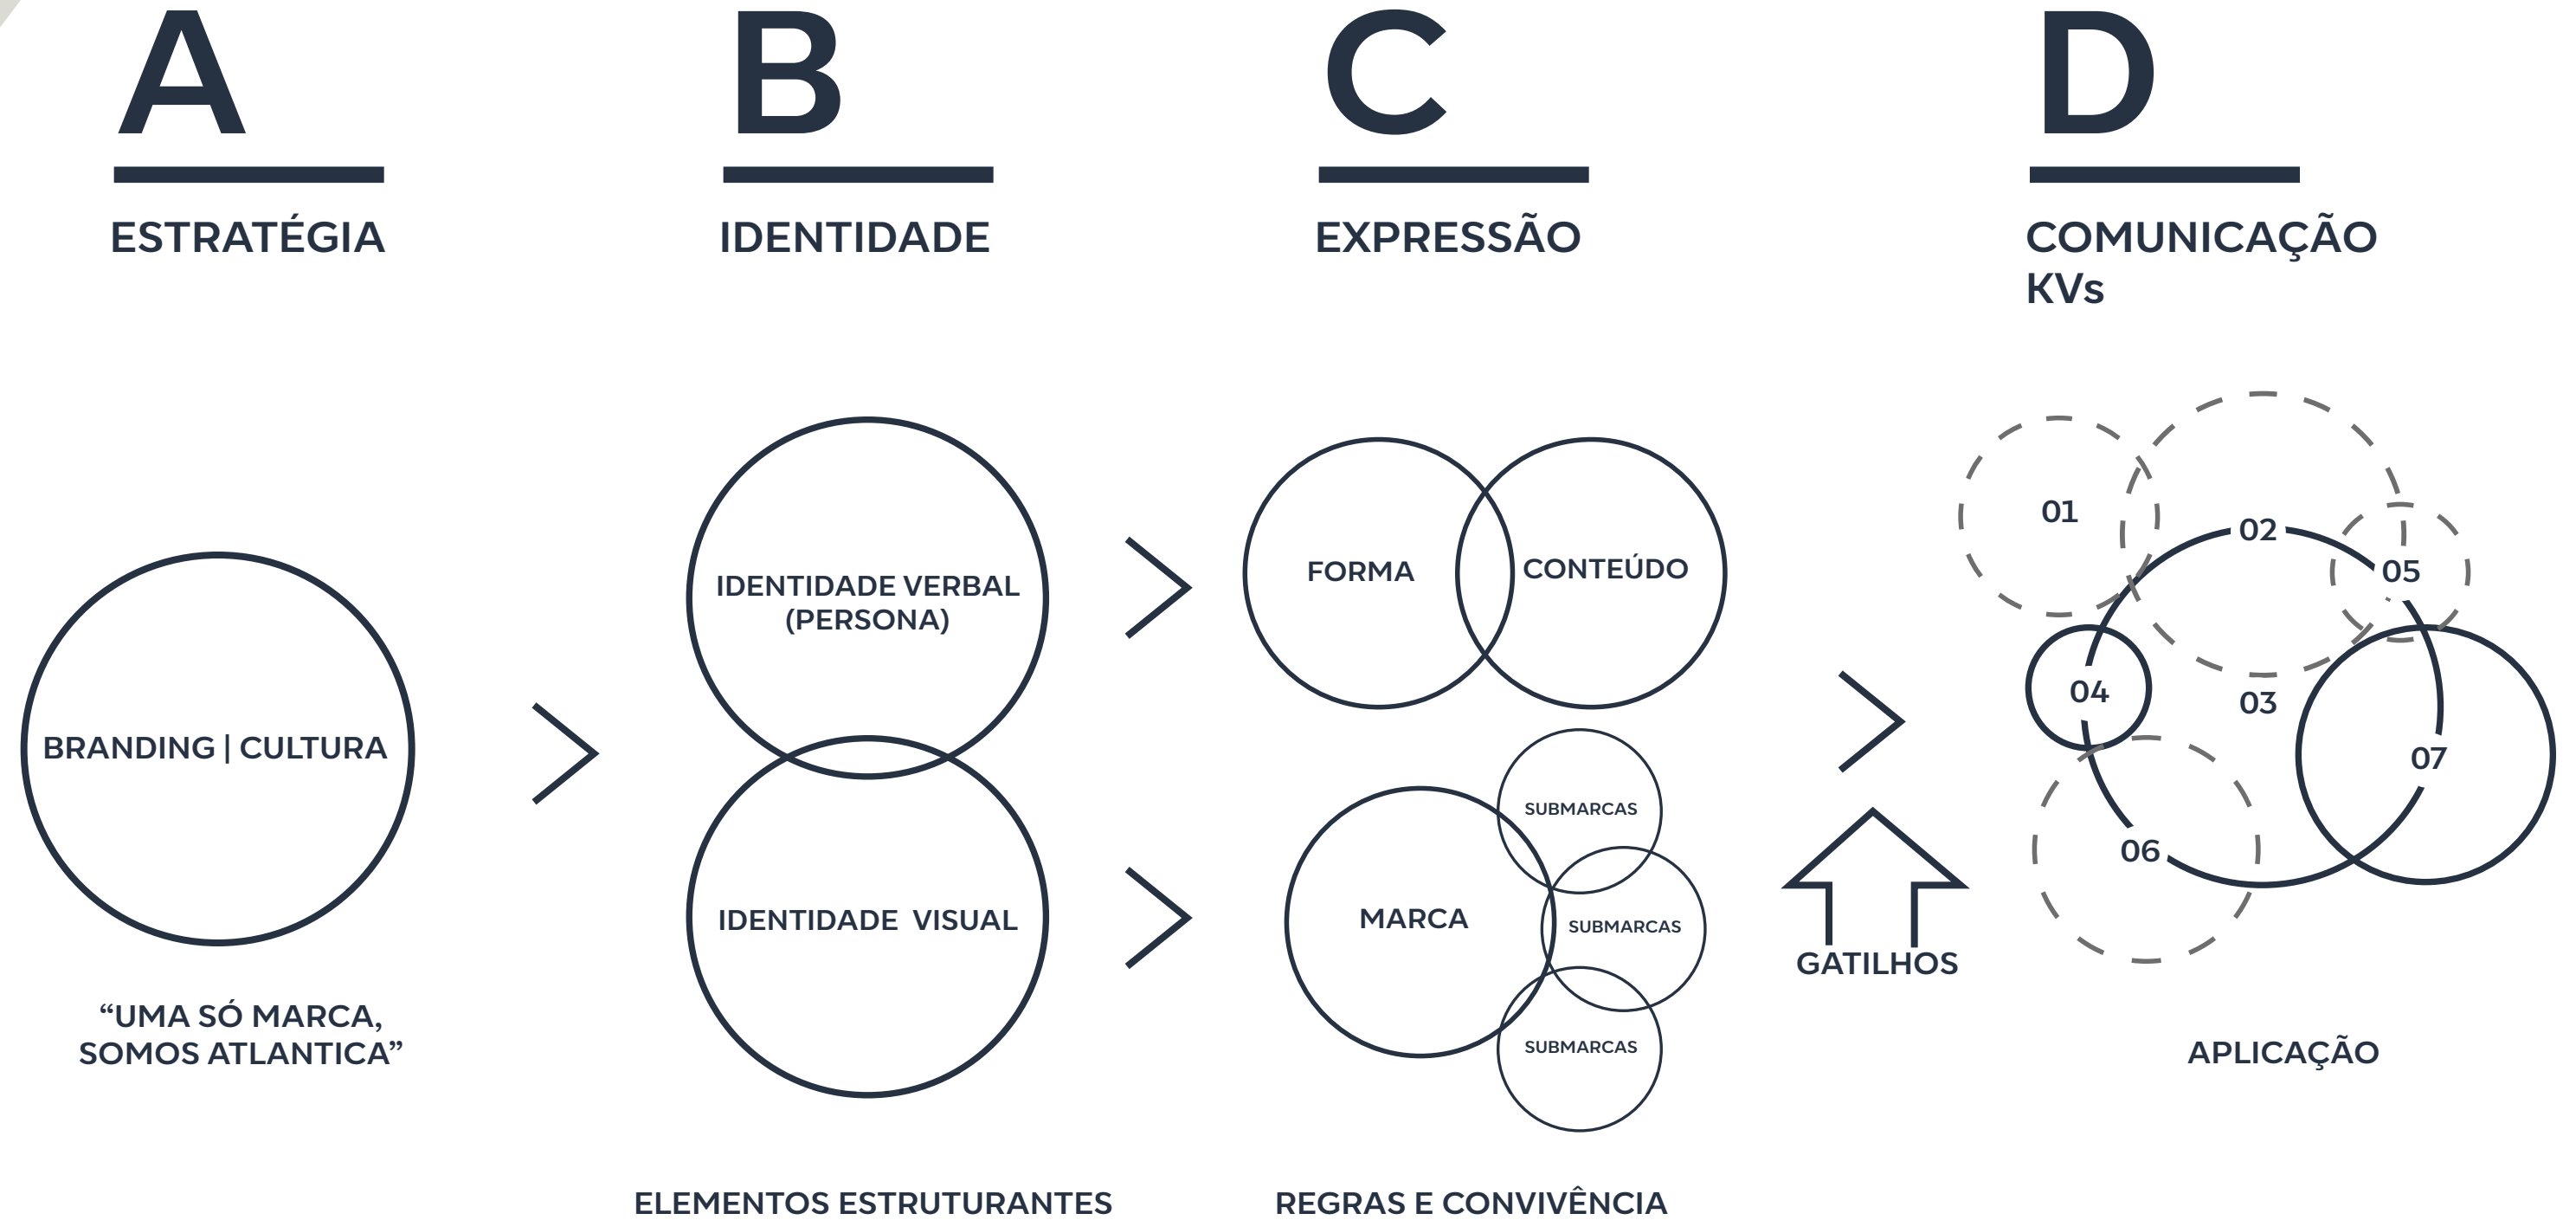 A
ESTRATÉGIA
BRANDING | CULTURA
“UMA SÓ MARCA,
SOMOS ATLANTICA”
B
IDENTIDADE
IDENTIDADE VERBAL
(PERSONA)
IDENTIDADE VISUAL
ELEMENTOS ESTRUTURANTES
C
EXPRESSÃO
FORMA
CONTEÚDO
MARCA
SUBMARCAS
SUBMARCAS
SUBMARCAS
REGRAS E CONVIVÊNCIA
GATILHOS
D
COMUNICAÇÃO
KVs
01
02
05
04
03
07
06
APLICAÇÃO